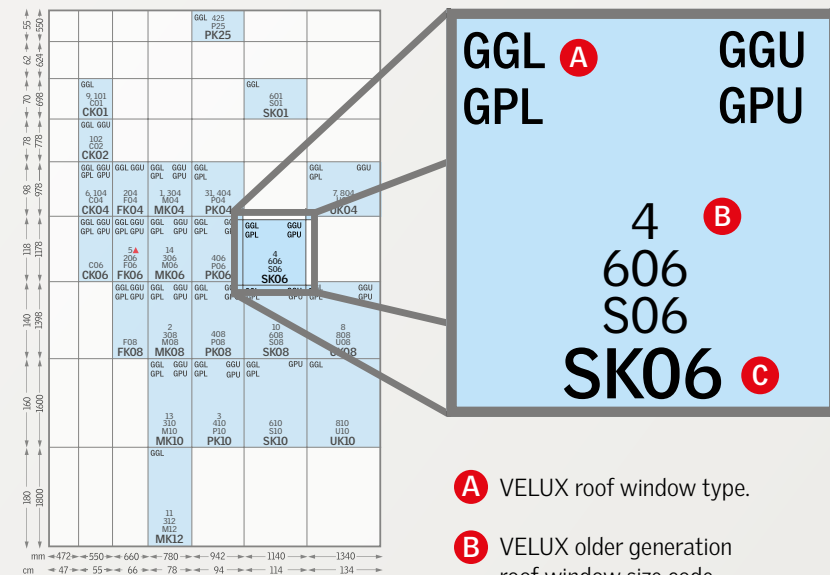 GGL 425
P25
PK25
GGL
9, 101
C01
CK01
GGL
601
S01
SK01
GGL GGU
102
C02
CK02
GGL GGU
GPL GPU
6, 104
C04
CK04
GGL GGU
204
F04
FK04
GGL GGU
GPL GPU
1, 304
M04
MK04
GGL
GPL
31, 404
P04
PK04
GGL GGU
GPL
7, 804
UK04
GGL GGU
GPL GPU
C06
CK06
GGL GGU
GPL GPU
5
206
F06
FK06
GGL GGU
GPL GPU
14
306
M06
MK06
GGL
GPL
406
P06
PK06
GGL GGU
GPL GPU
4
606
S06
SK06
GGL GGU
GPL GPU
F08
FK08
GGL GGU
GPL GPU
2
308
M08
MK08
GGL
GPL
408
P08
PK08
GPL GPU
10
608
S08
SK08
GGU
GPU
8
808
U08
UK08
GGL GGU
GPL GPU
13
310
M10
MK10
GGL GGU
GPL GPU
3
410
P10
PK10
GGL GPU
GPL
610
S10
SK10
GGL
810
U10
UK10
GGL
11
312
M12
MK12
55 550
62 624
70 698
78 778
98 978
118 1178
140 1398
160 1600
180 1800
mm 472 550 660 780 942 1140 1340
cm 47 55 66 78 94 114 134
GGL A GGU
GPL GPU
4 B
606
S06
SK06 C
A VELUX roof window type.
B VELUX older generation
roof window size code